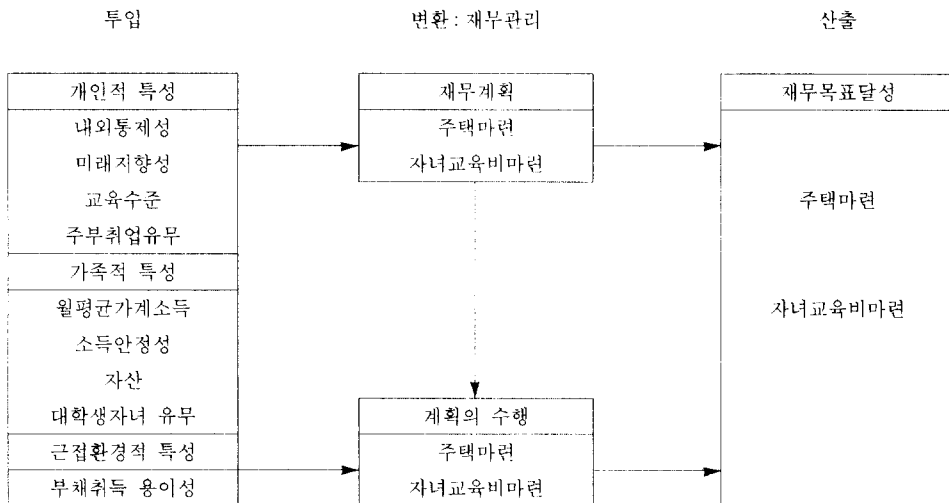 투입
변환 : 재무관리
산출
개인적 특성
내외통제성
미래지향성
교육수준
주부취업유무
가족적 특성
월평균가계소득
소득안정성
자산
대학생자녀 유무
근접환경적 특성
부채취득 용이성
재무계획
주택마련
자녀교육비마련
계획의 수행
주택마련
자녀교육비마련
재무목표달성
주택마련
자녀교육비마련